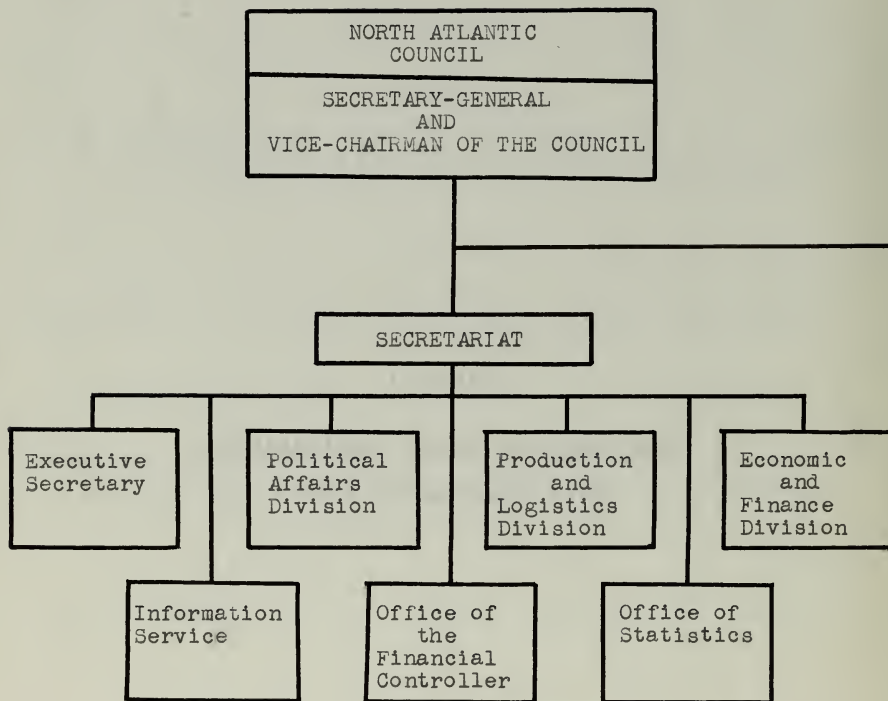 NORTH ATLANTIC
COUNCIL
SECRETARY-GENERAL
AND
VICE-CHAIRMAN OF THE COUNCIL
SECRETARIAT
Executive
Secretary
Political
Affairs
Division
Production
and
Logistics
Division
Economic
and
Finance
Division
Information
Service
Office of
the
Financial
Controller
Office of
Statistics